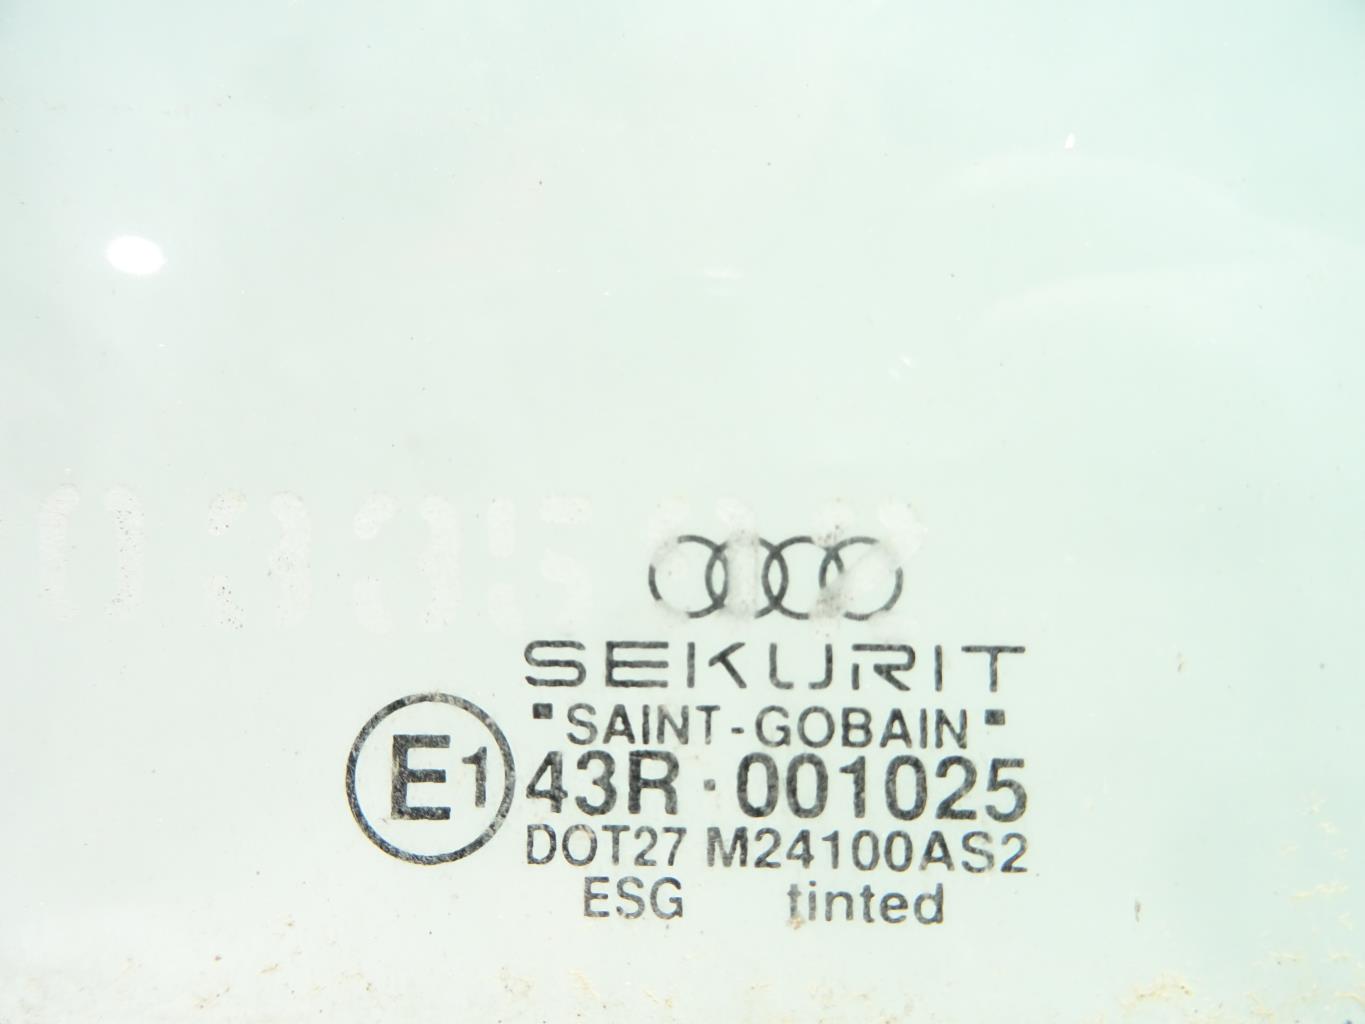 SEKURIT
"SAINT-GOBAIN"
E1 43R·001025
DOT27 M24100AS2
ESG tinted